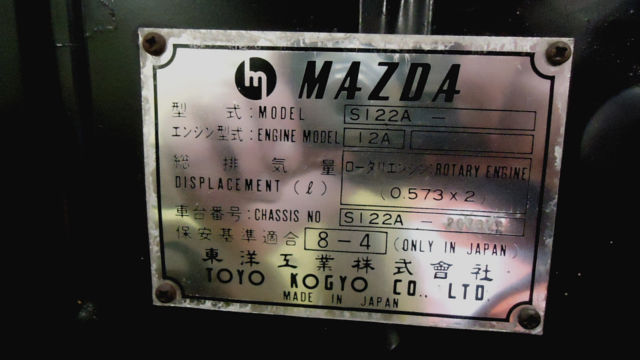 m MAZDA
型式:MODEL S122A-
エンジン型式:ENGINE MODEL 12A
総排気量 ロータリエンジン:ROTARY ENGINE
DISPLACEMENT (ℓ) (0.573×2)
車台番号:CHASSIS NO S122A-
保安基準適合 8-4 (ONLY IN JAPAN)
東洋工業株式會社
TOYO KOGYO CO., LTD.
MADE IN JAPAN